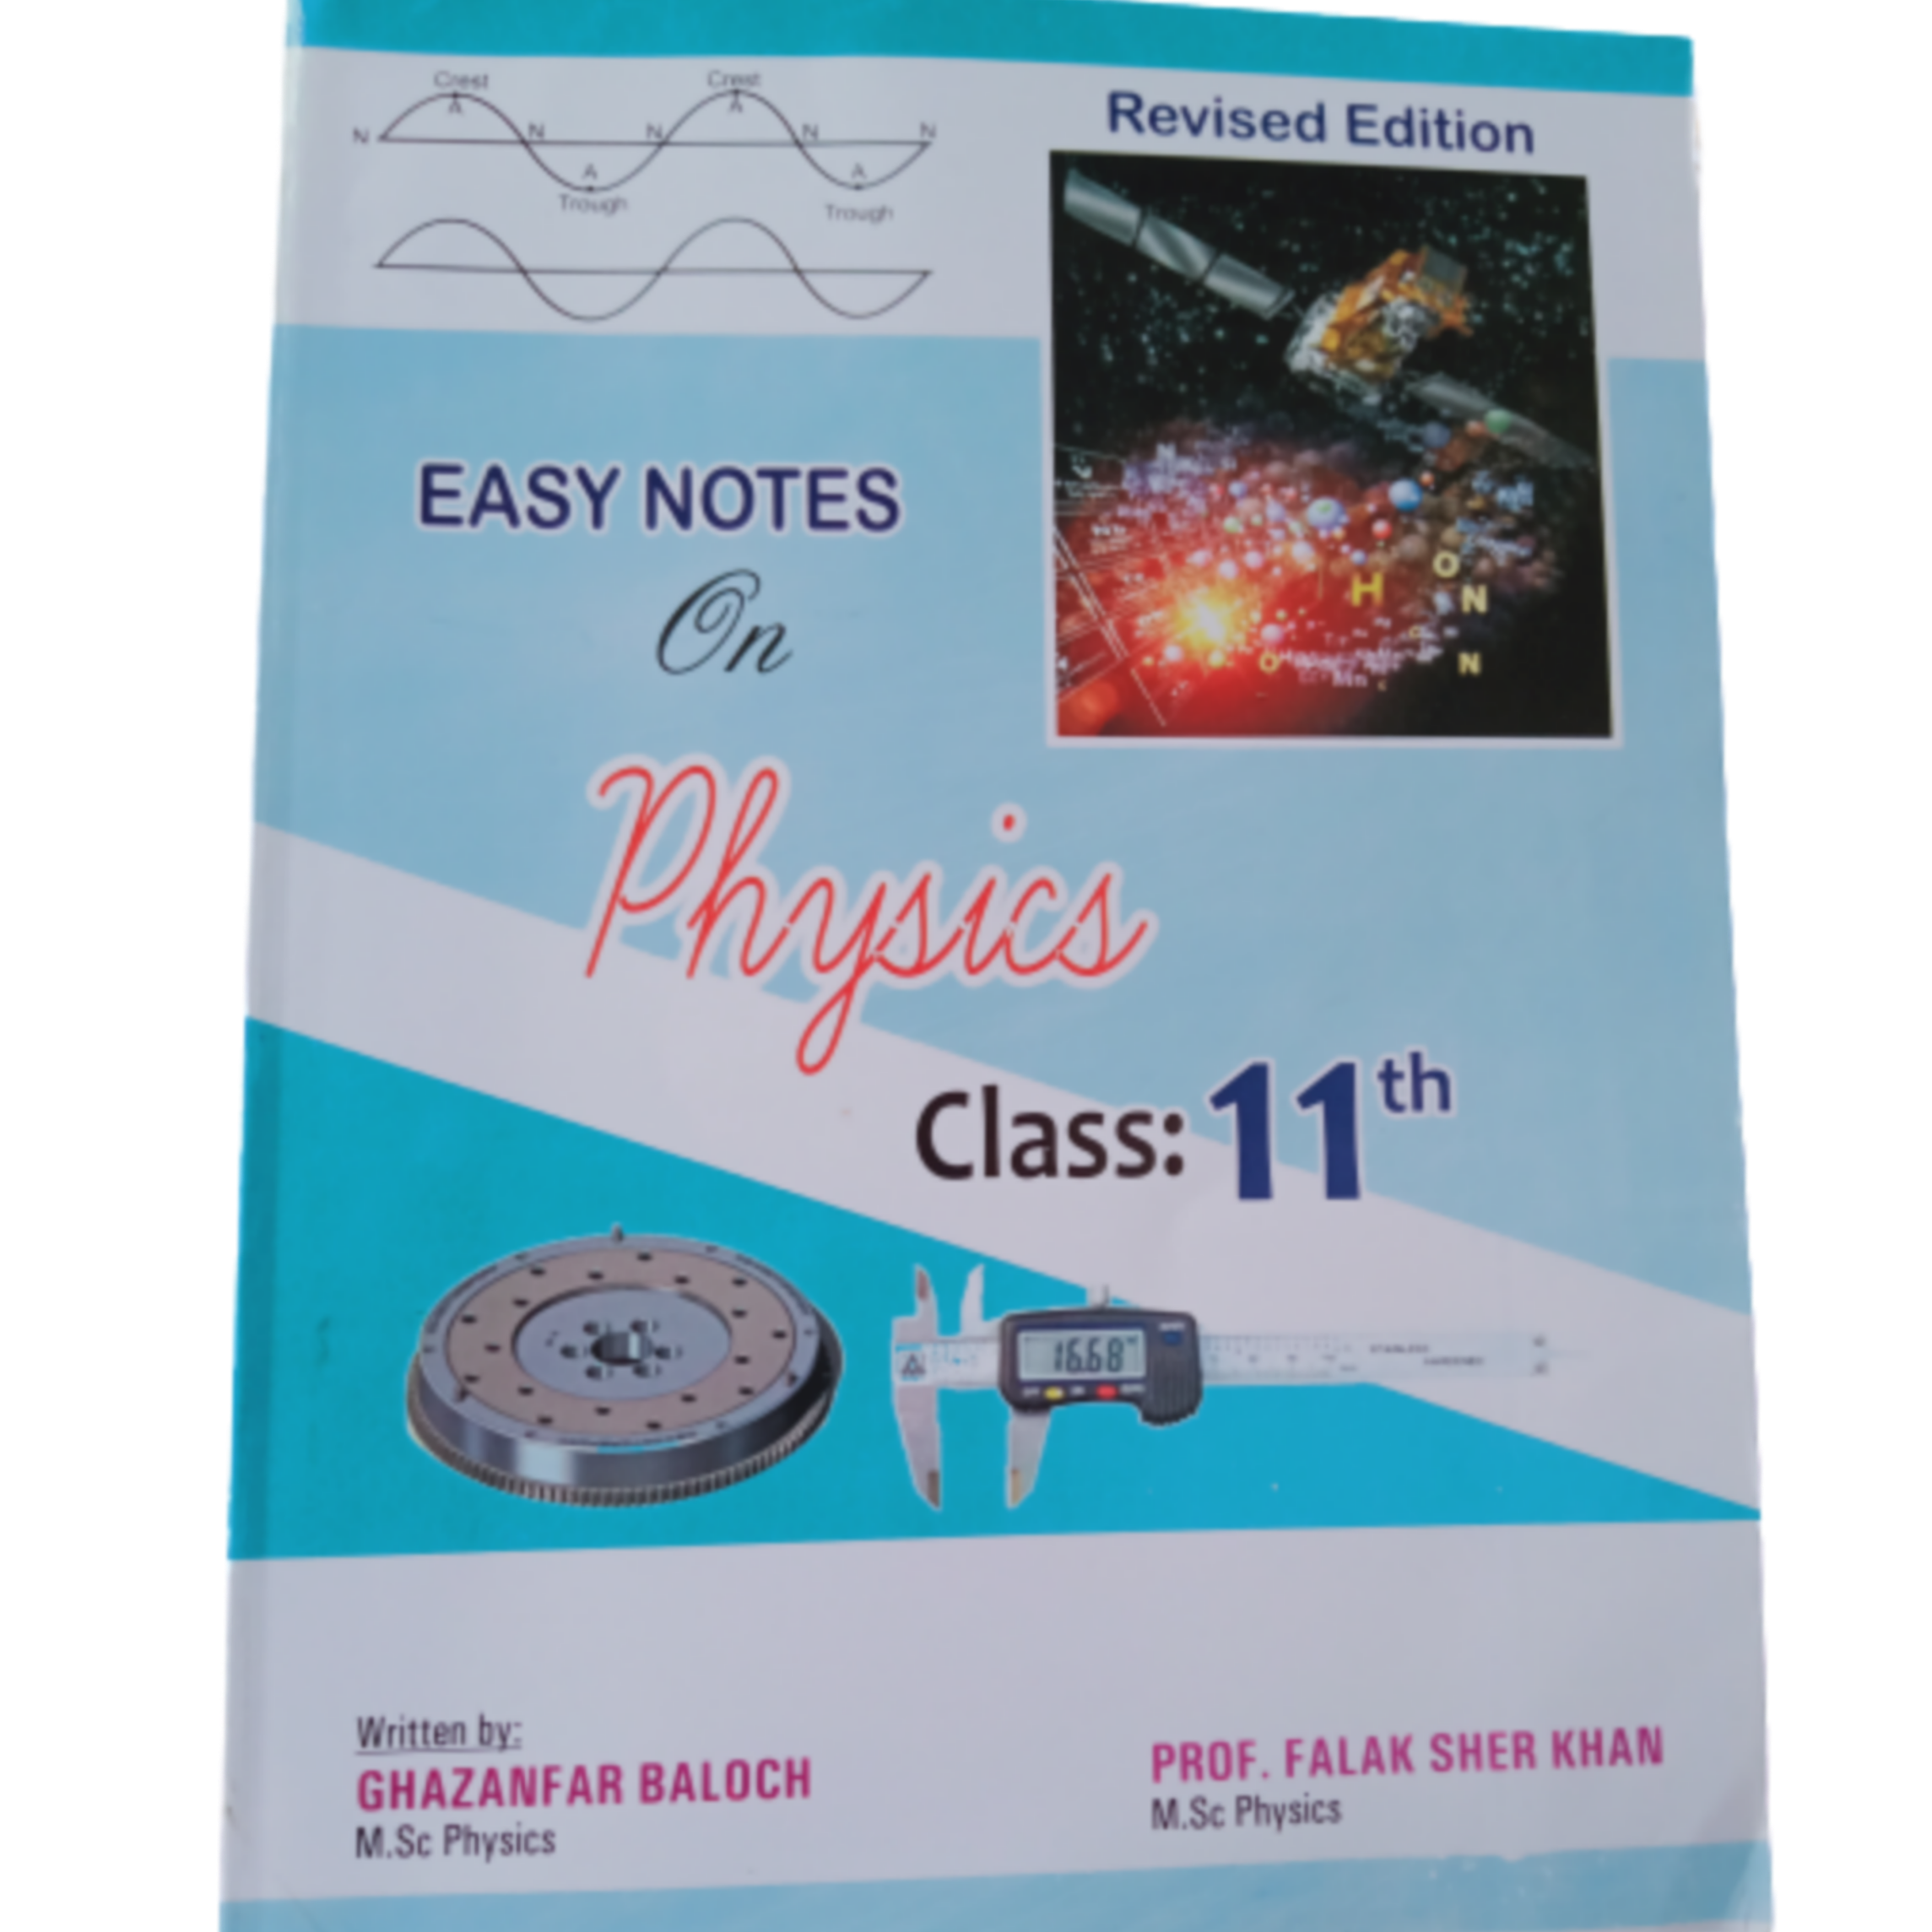 Crest Crest
A A
N N N N N
A A
Trough Trough
Revised Edition
H O
N
O N
Mn
EASY NOTES
On
Physics
Class: 11th
16.68
Written by:
GHAZANFAR BALOCH
M.Sc Physics
PROF. FALAK SHER KHAN
M.Sc Physics